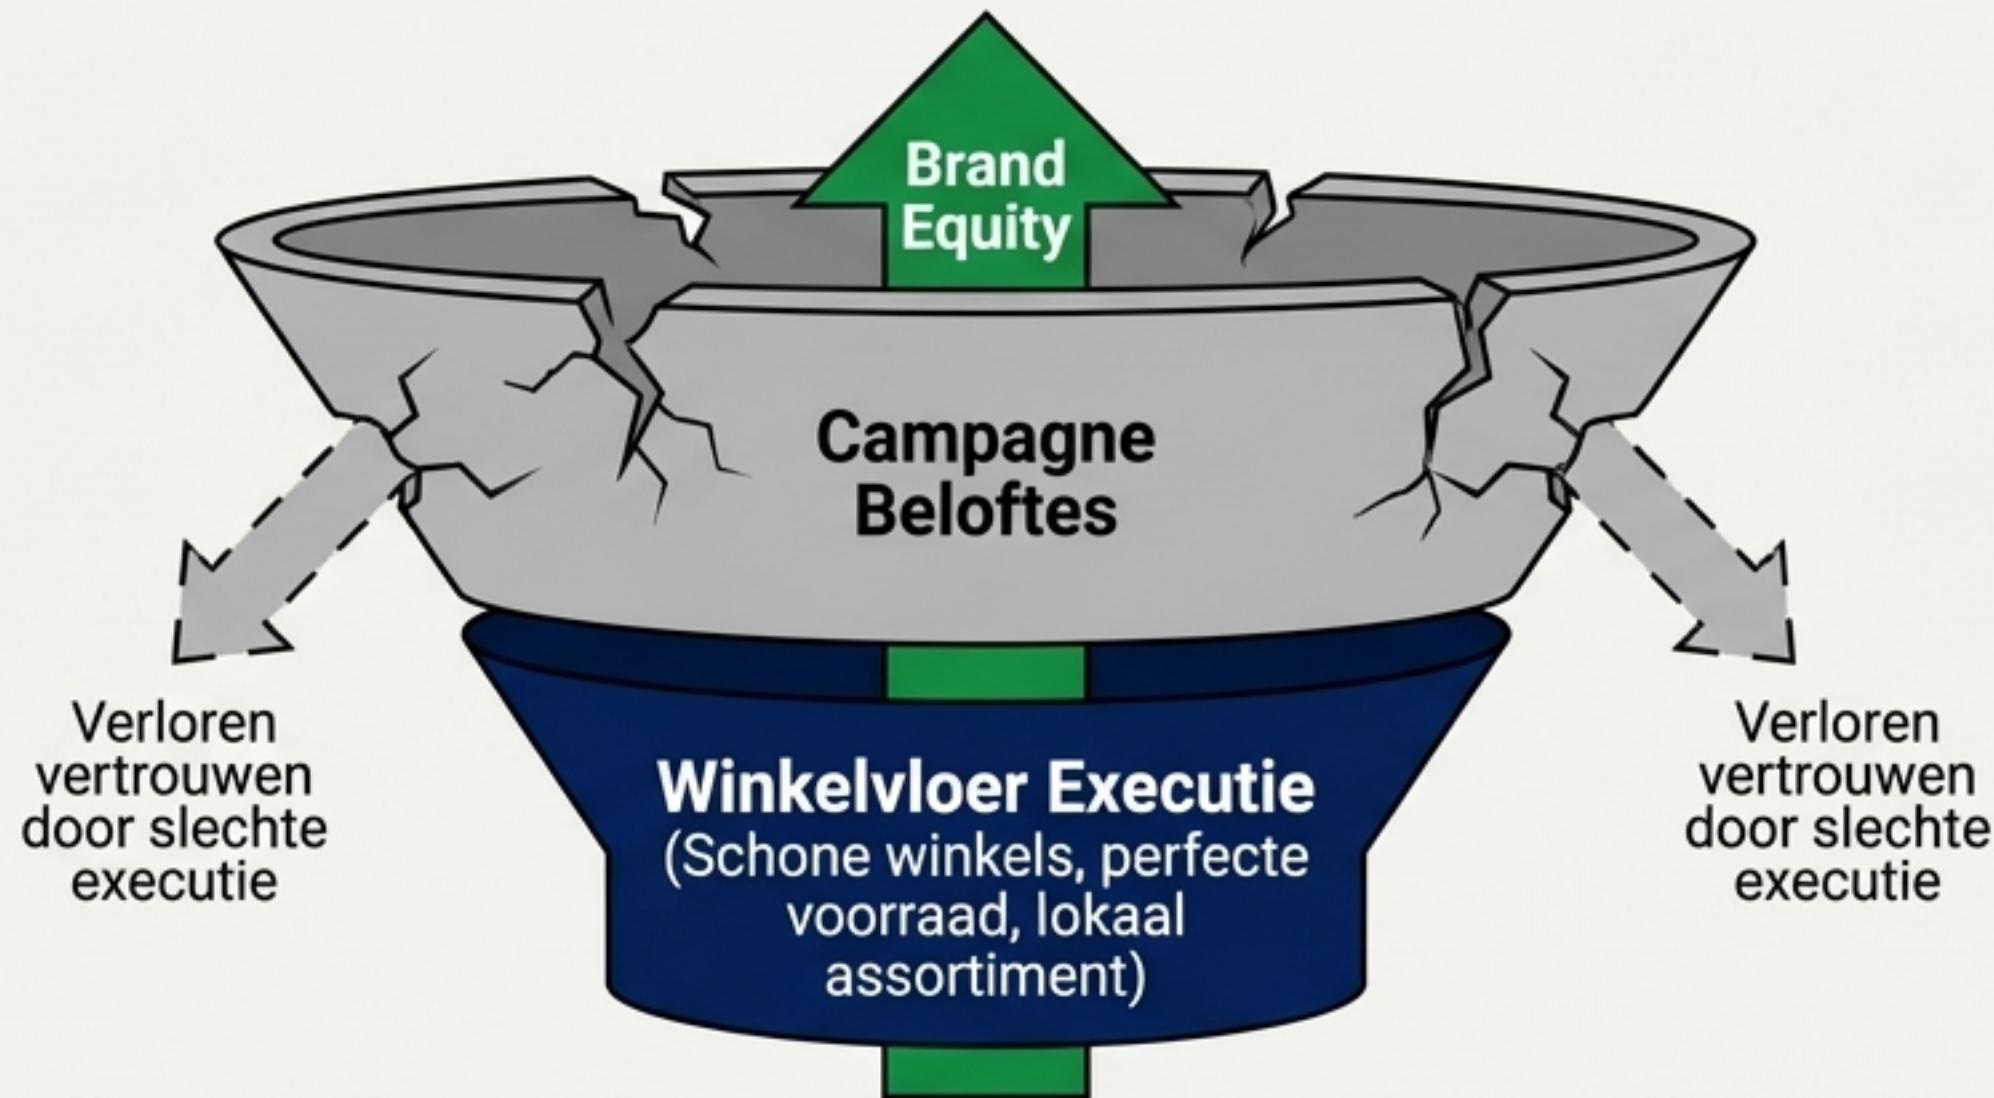 Brand
Equity
Campagne
Beloftes
Winkelvloer Executie
(Schone winkels, perfecte
voorraad, lokaal
assortiment)
Verloren
vertrouwen
door slechte
executie
Verloren
vertrouwen
door slechte
executie